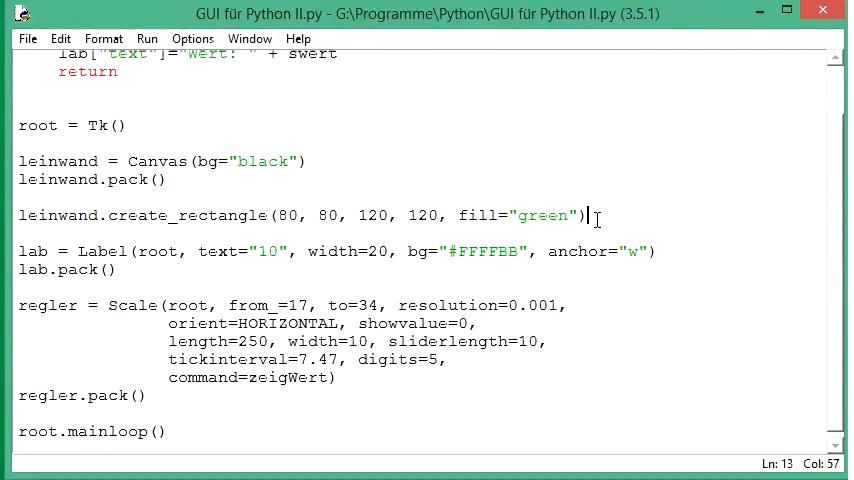 GUI für Python II.py - G:\Programme\Python\GUI für Python II.py (3.5.1)
File Edit Format Run Options Window Help
lab["text"]="Wert: " + swert
return
root = Tk()
leinwand = Canvas(bg="black")
leinwand.pack()
leinwand.create_rectangle(80, 80, 120, 120, fill="green")
lab = Label(root, text="10", width=20, bg="#FFFFBB", anchor="w")
lab.pack()
regler = Scale(root, from_=17, to=34, resolution=0.001,
orient=HORIZONTAL, showvalue=0,
length=250, width=10, sliderlength=10,
tickinterval=7.47, digits=5,
command=zeigWert)
regler.pack()
root.mainloop()
Ln: 13 Col: 57